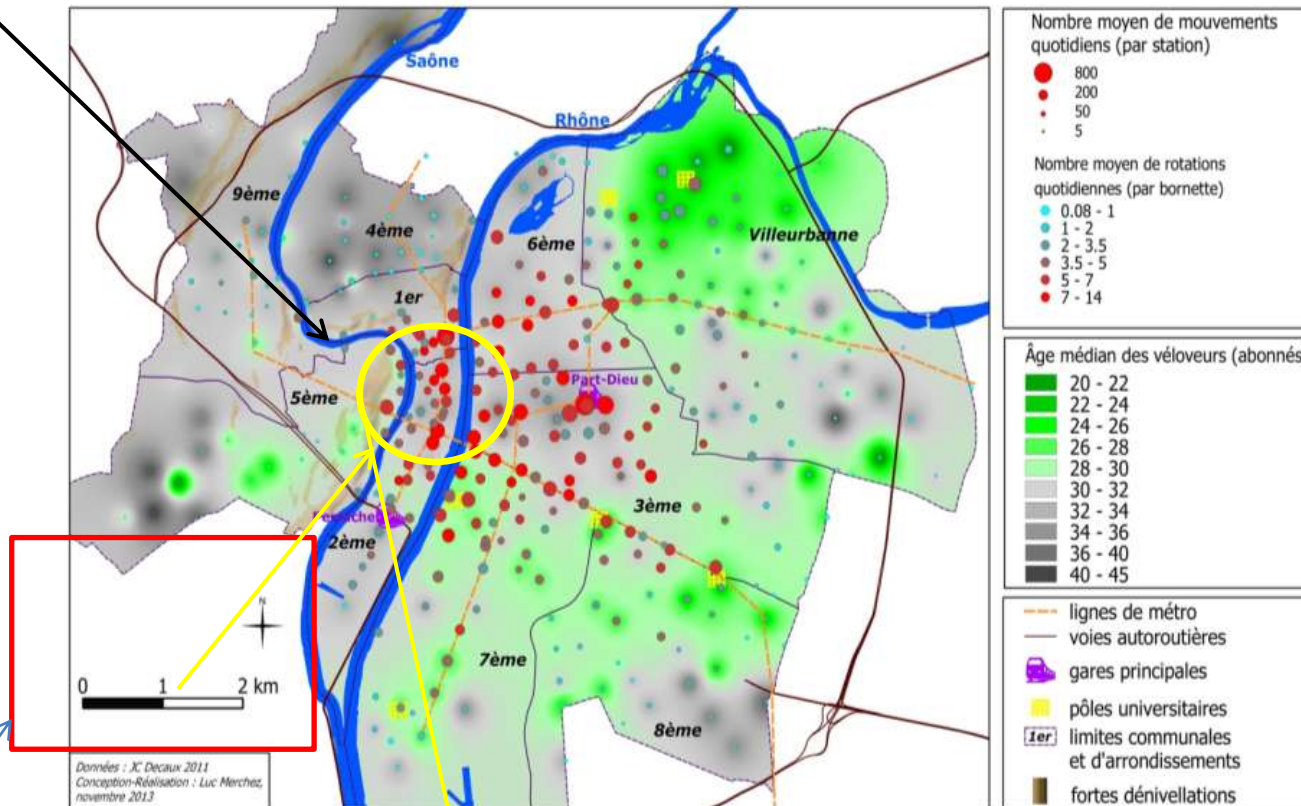 Saône
Rhône
9ème
4ème
6ème
Villeurbanne
1er
Part-Dieu
5ème
3ème
2ème
7ème
8ème
N
0 1 2 km
Données : JC Decaux 2011
Conception-Réalisation : Luc Merchez,
novembre 2013
Nombre moyen de mouvements
quotidiens (par station)
800
200
50
5
Nombre moyen de rotations
quotidiennes (par bornette)
0.08 - 1
1 - 2
2 - 3.5
3.5 - 5
5 - 7
7 - 14
Âge médian des véloveurs (abonnés
20 - 22
22 - 24
24 - 26
26 - 28
28 - 30
30 - 32
32 - 34
34 - 36
36 - 40
40 - 45
lignes de métro
voies autoroutières
gares principales
pôles universitaires
1er limites communales
et d'arrondissements
fortes dénivellations